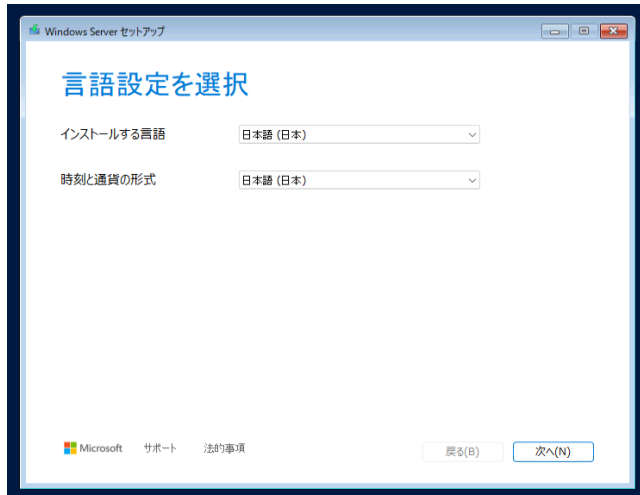 Windows Server セットアップ
言語設定を選択
インストールする言語 日本語 (日本)
時刻と通貨の形式 日本語 (日本)
Microsoft サポート 法的事項 戻る(B) 次へ(N)